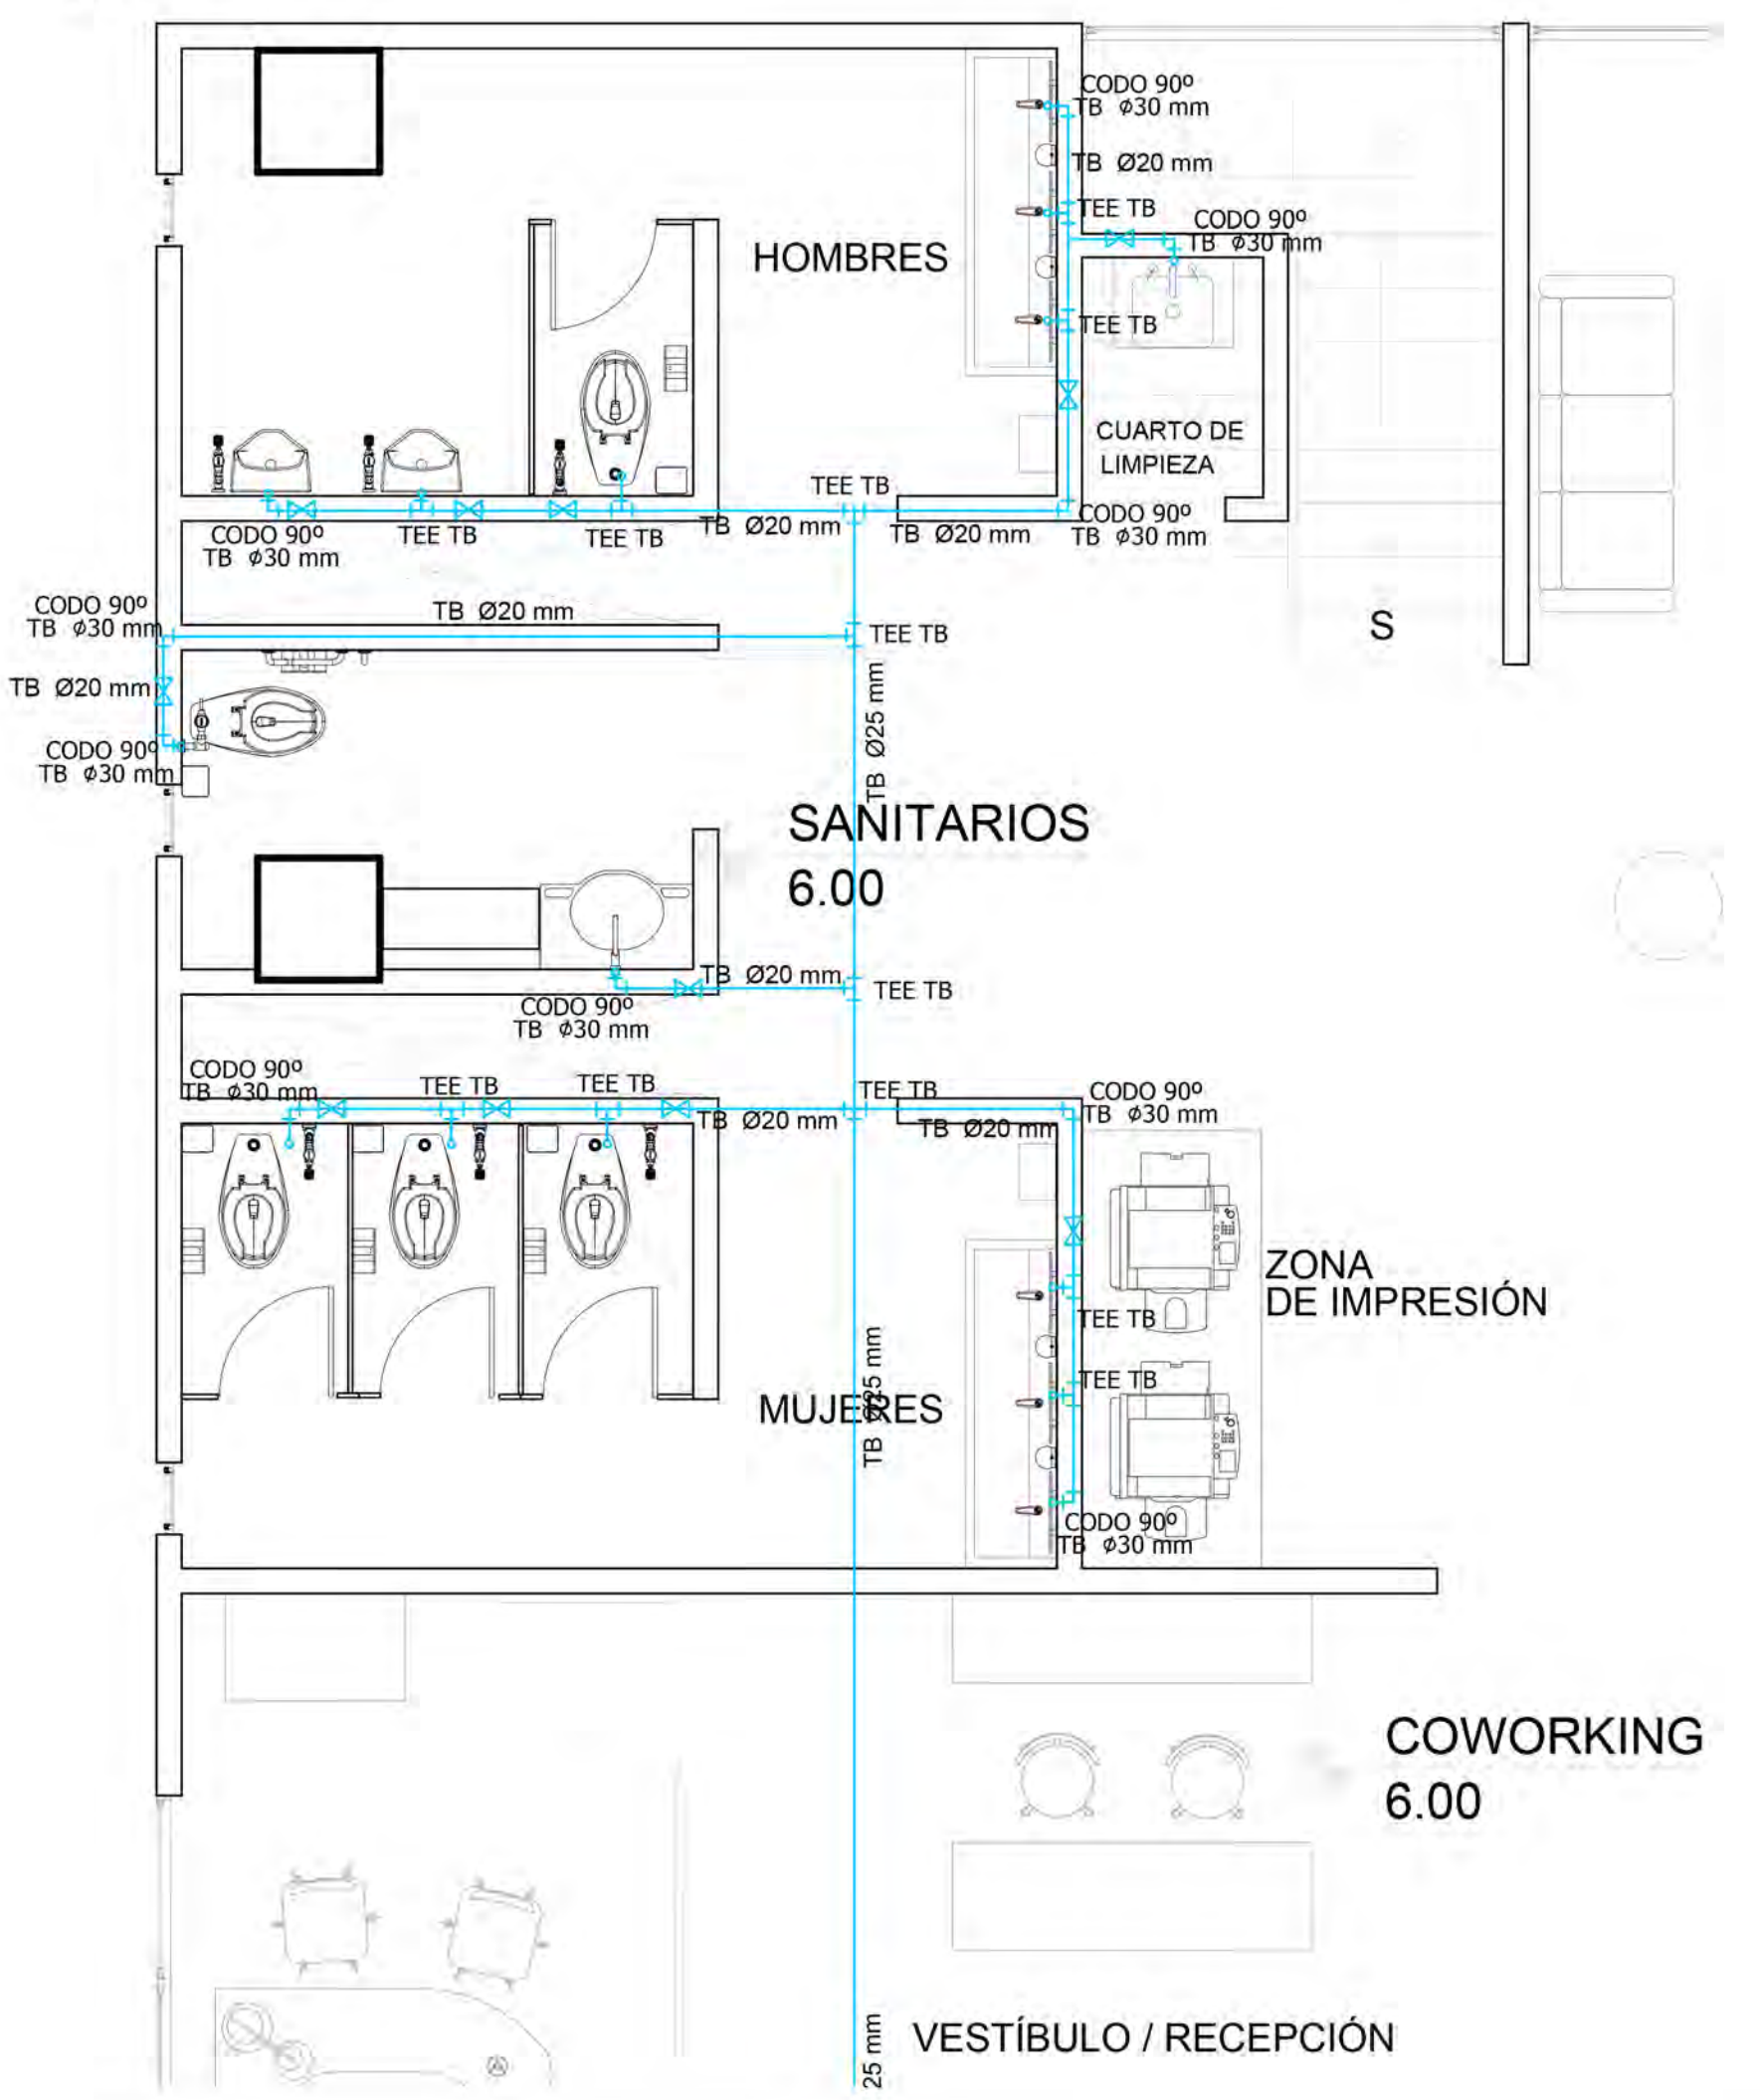 CODO 90º
TB ϕ30 mm
TB Ø20 mm
TEE TB
CODO 90º
TB ϕ30 mm
HOMBRES
TEE TB
CUARTO DE
LIMPIEZA
TEE TB
CODO 90º
TB ϕ30 mm
TEE TB
TEE TB
TB Ø20 mm
TB Ø20 mm
CODO 90º
TB ϕ30 mm
CODO 90º
TB ϕ30 mm
TB Ø20 mm
TEE TB
S
TB Ø20 mm
TB Ø25 mm
CODO 90º
TB ϕ30 mm
SANITARIOS
6.00
TB Ø20 mm
TEE TB
CODO 90º
TB ϕ30 mm
CODO 90º
TB ϕ30 mm
TEE TB
TEE TB
TEE TB
CODO 90º
TB ϕ30 mm
TB Ø20 mm
TB Ø20 mm
ZONA
DE IMPRESIÓN
TEE TB
TEE TB
MUJERES
TB Ø25 mm
CODO 90º
TB ϕ30 mm
COWORKING
6.00
25 mm
VESTÍBULO / RECEPCIÓN